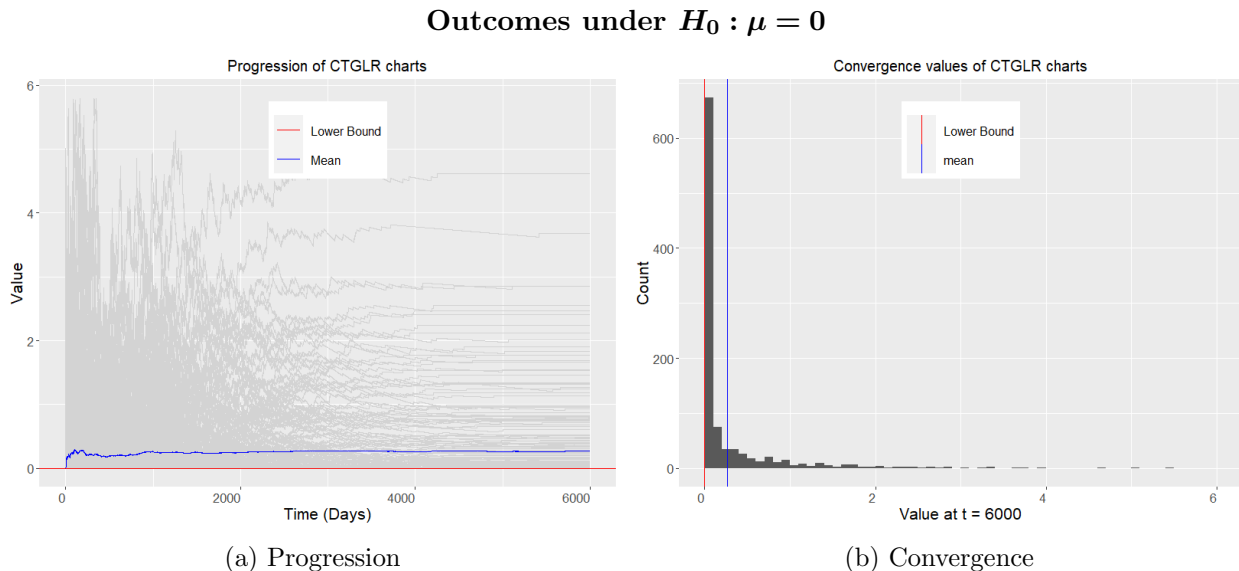 Outcomes under H₀ : μ = 0
Progression of CTGLR charts
6
4
2
0
Value
Lower Bound
Mean
0
2000
4000
6000
Time (Days)
(a) Progression
Convergence values of CTGLR charts
600
400
200
0
Count
Lower Bound
mean
0
2
4
6
Value at t = 6000
(b) Convergence